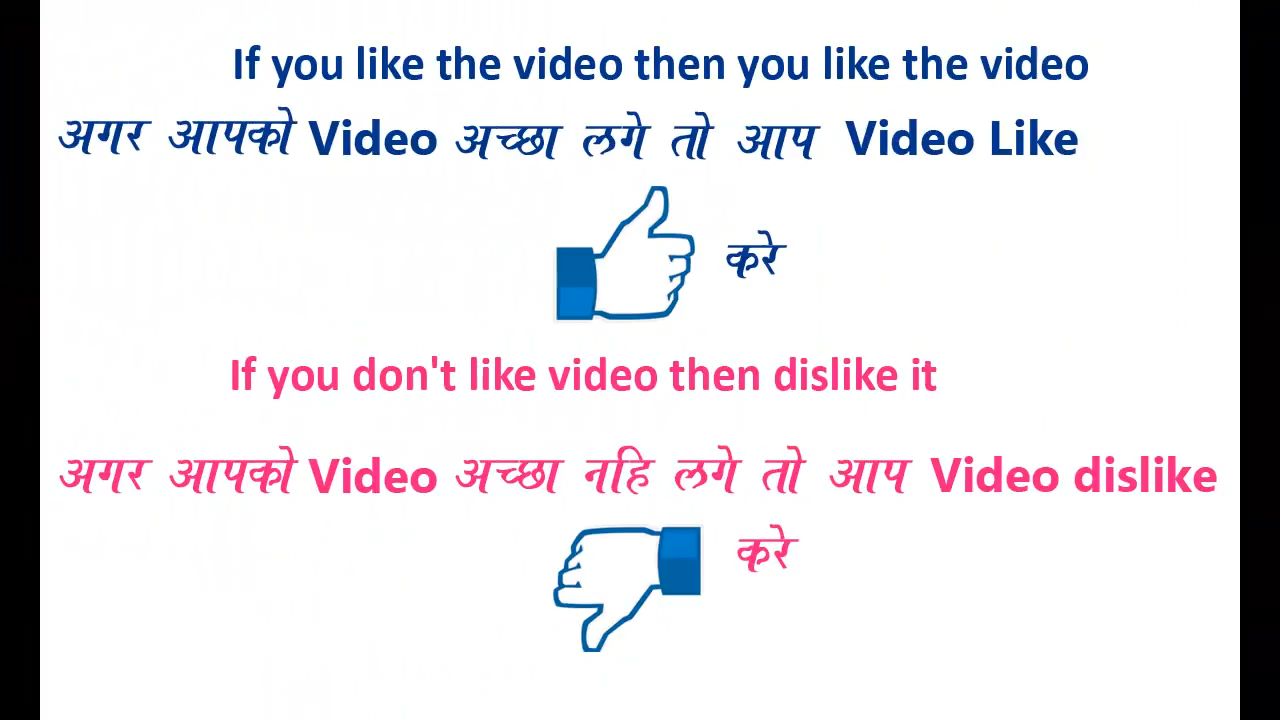 If you like the video then you like the video
अगर आपको Video अच्छा लगे तो आप Video Like
करे
If you don't like video then dislike it
अगर आपको Video अच्छा नहि लगे तो आप Video dislike
करे